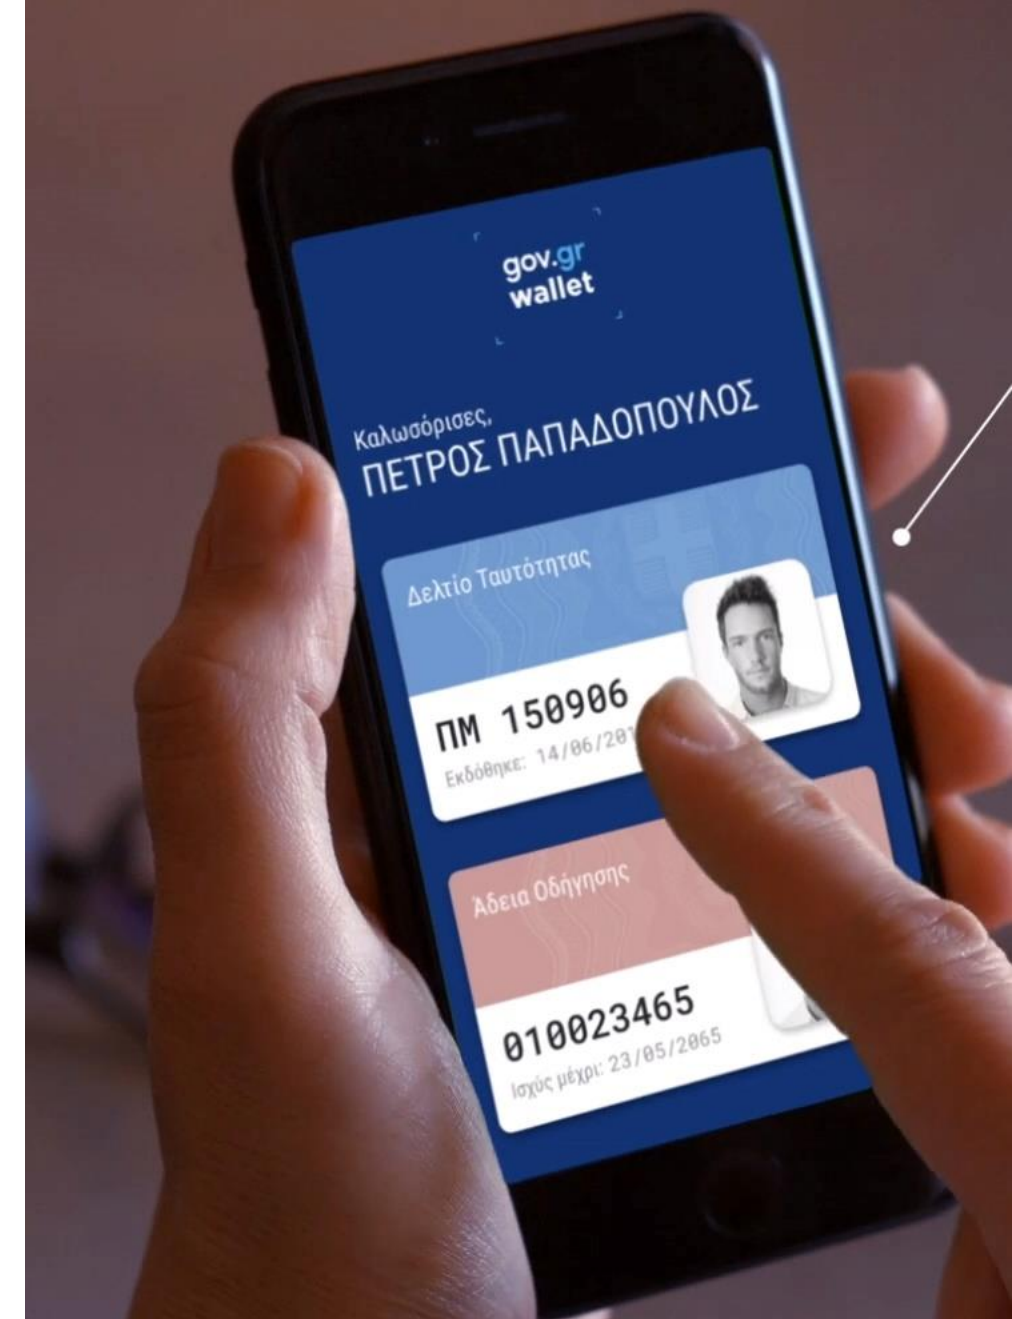 gov.gr
wallet
Καλωσόρισες,
ΠΕΤΡΟΣ ΠΑΠΑΔΟΠΟΥΛΟΣ
Δελτίο Ταυτότητας
ΠΜ 150906
Εκδόθηκε: 14/06/201
Άδεια Οδήγησης
010023465
Ισχύς μέχρι: 23/05/2065